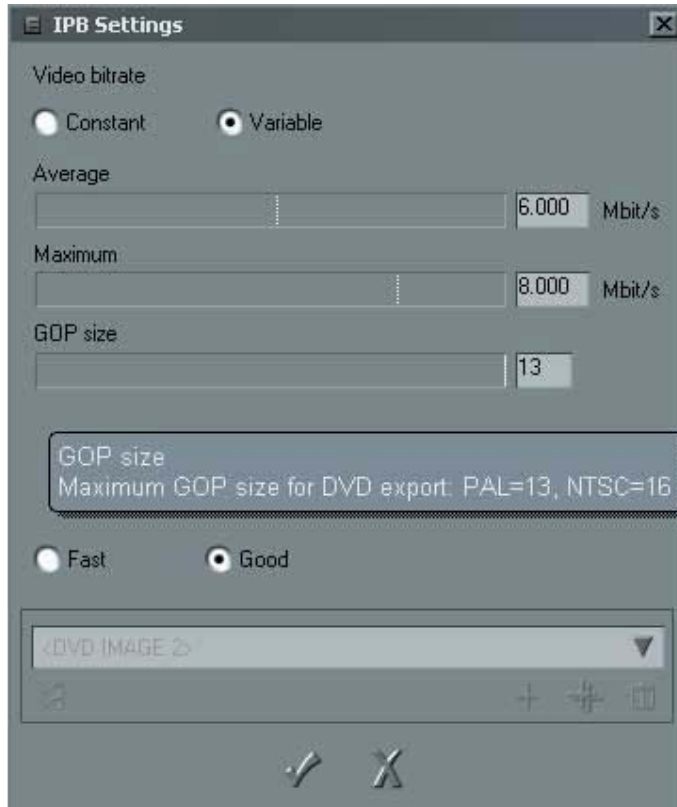 IPB Settings
Video bitrate
Constant Variable
Average
6.000 Mbit/s
Maximum
8.000 Mbit/s
GOP size
13
GOP size
Maximum GOP size for DVD export: PAL=13, NTSC=16
Fast Good
<DVD IMAGE 2>